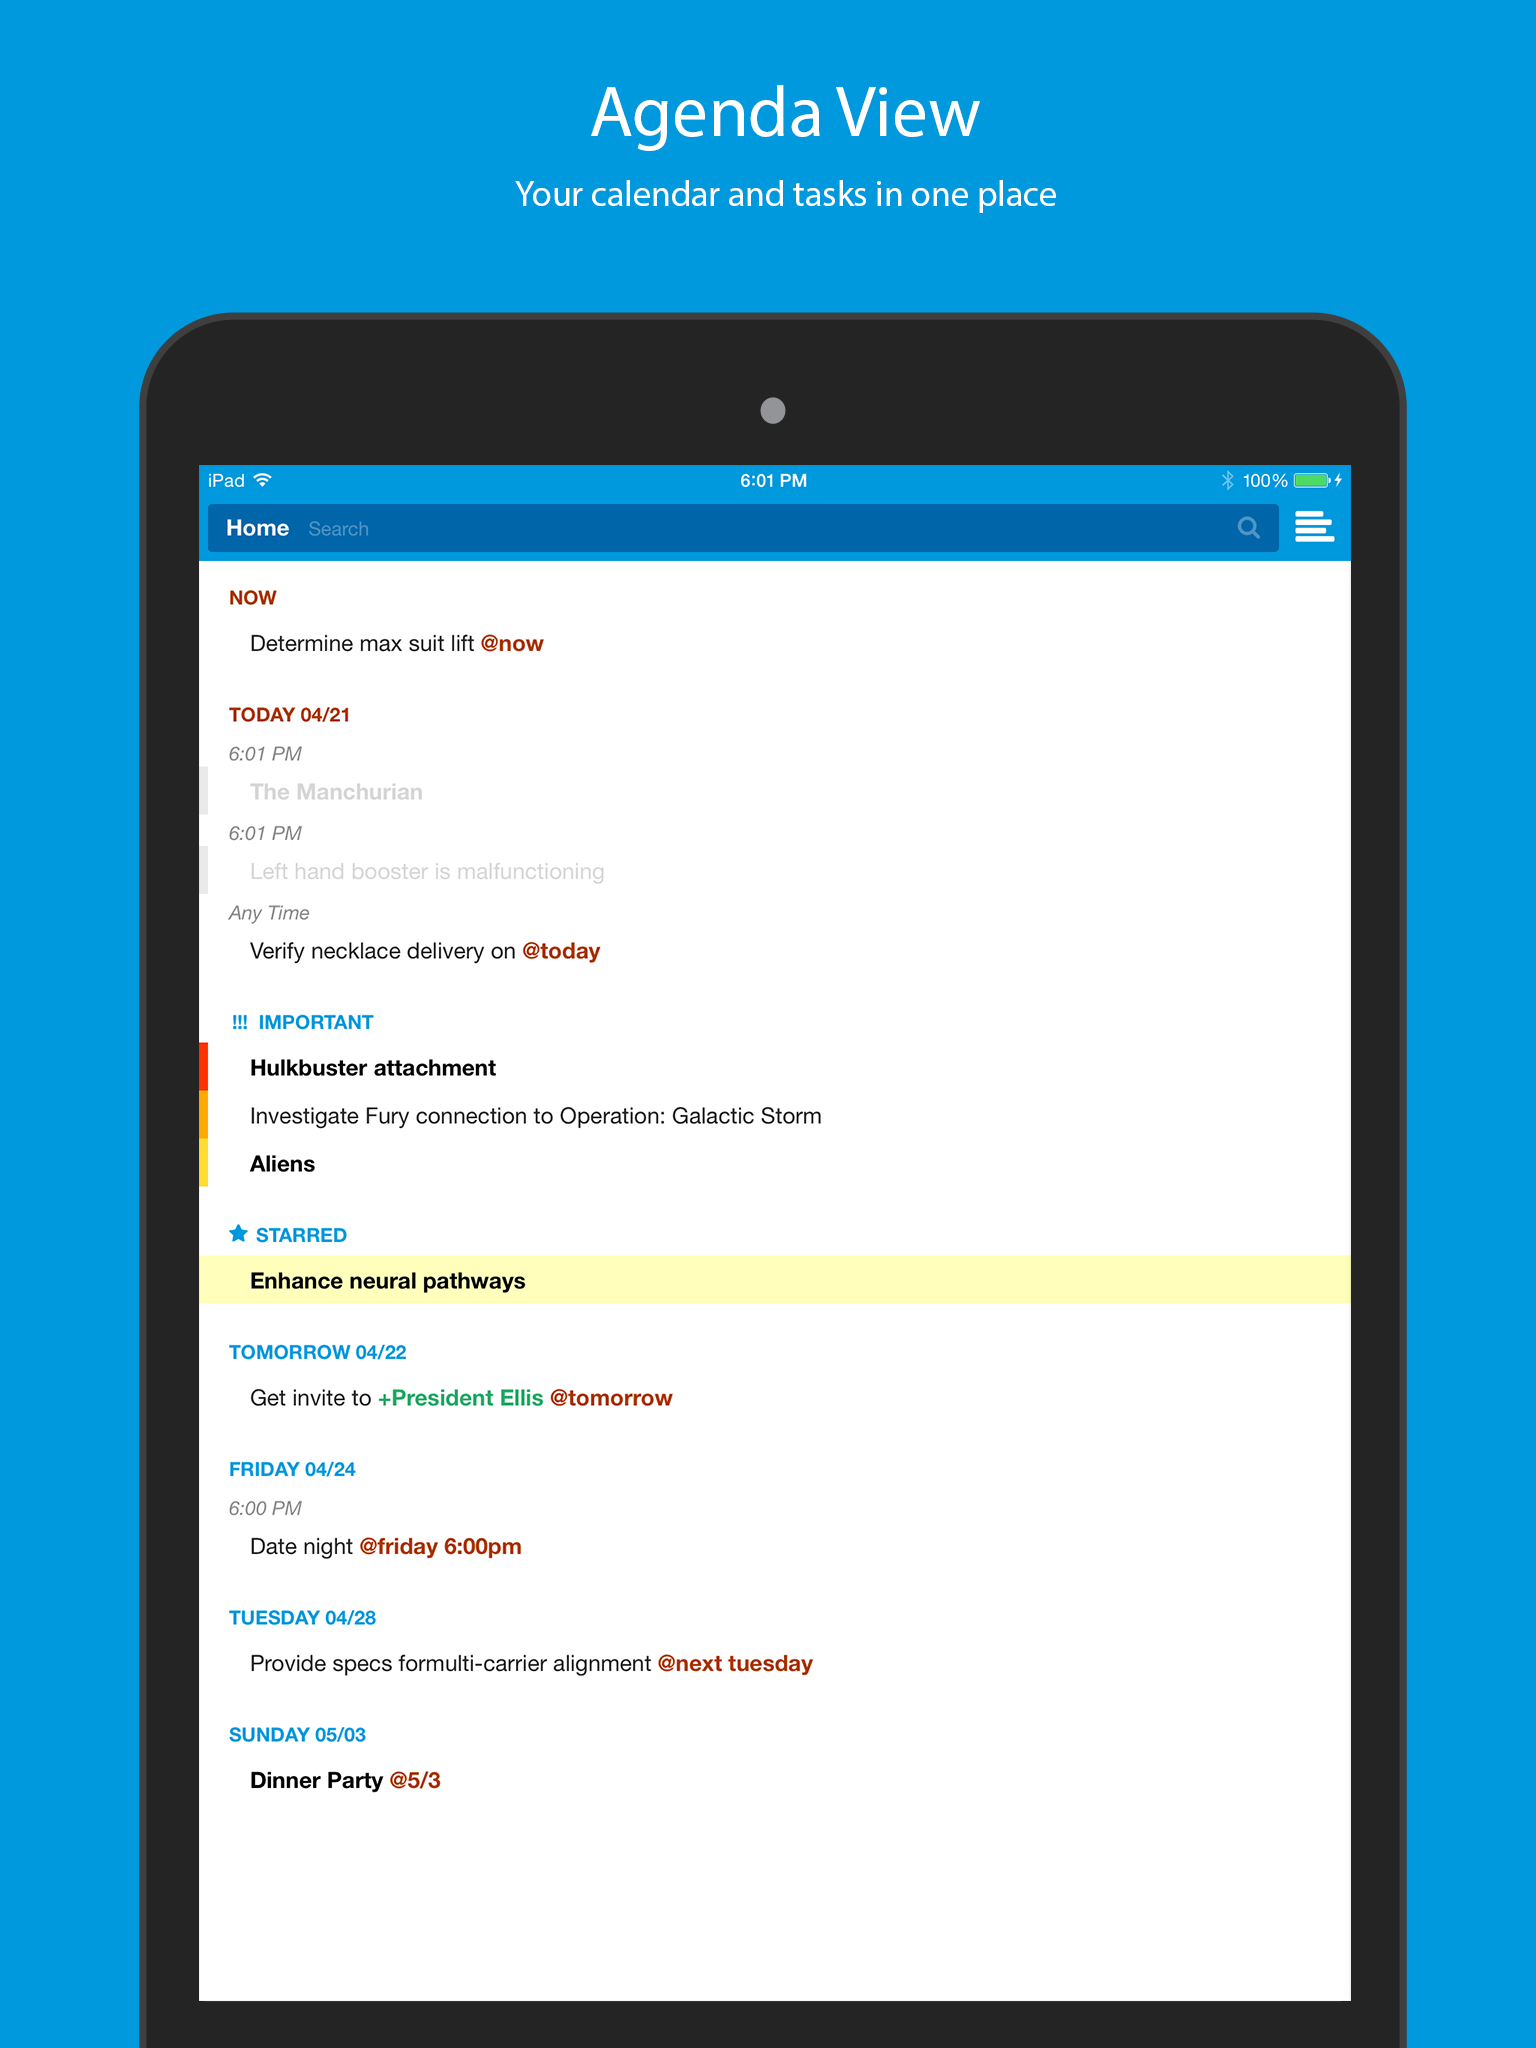 Agenda View
Your calendar and tasks in one place
iPad 6:01 PM 100%
Home Search
NOW
Determine max suit lift @now
TODAY 04/21
6:01 PM
The Manchurian
6:01 PM
Left hand booster is malfunctioning
Any Time
Verify necklace delivery on @today
!!! IMPORTANT
Hulkbuster attachment
Investigate Fury connection to Operation: Galactic Storm
Aliens
STARRED
Enhance neural pathways
TOMORROW 04/22
Get invite to +President Ellis @tomorrow
FRIDAY 04/24
6:00 PM
Date night @friday 6:00pm
TUESDAY 04/28
Provide specs formulti-carrier alignment @next tuesday
SUNDAY 05/03
Dinner Party @5/3